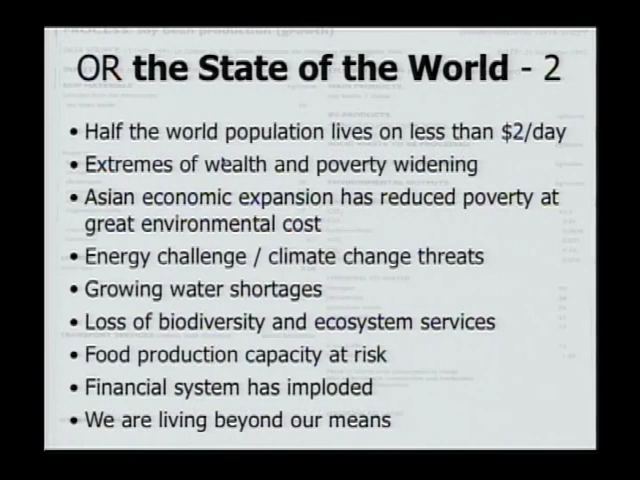 OR the State of the World - 2
• Half the world population lives on less than $2/day
• Extremes of wealth and poverty widening
• Asian economic expansion has reduced poverty at
great environmental cost
• Energy challenge / climate change threats
• Growing water shortages
• Loss of biodiversity and ecosystem services
• Food production capacity at risk
• Financial system has imploded
• We are living beyond our means